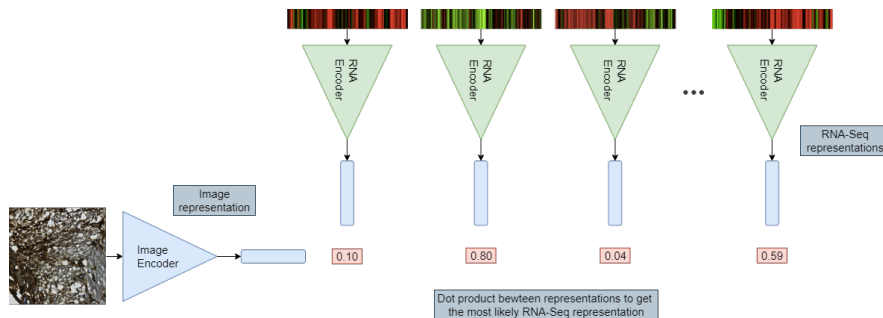 RNA
Encoder
RNA
Encoder
RNA
Encoder
RNA
Encoder
...
RNA-Seq
representations
Image
representation
Image
Encoder
0.10
0.80
0.04
0.59
Dot product bewteen representations to get
the most likely RNA-Seq representation